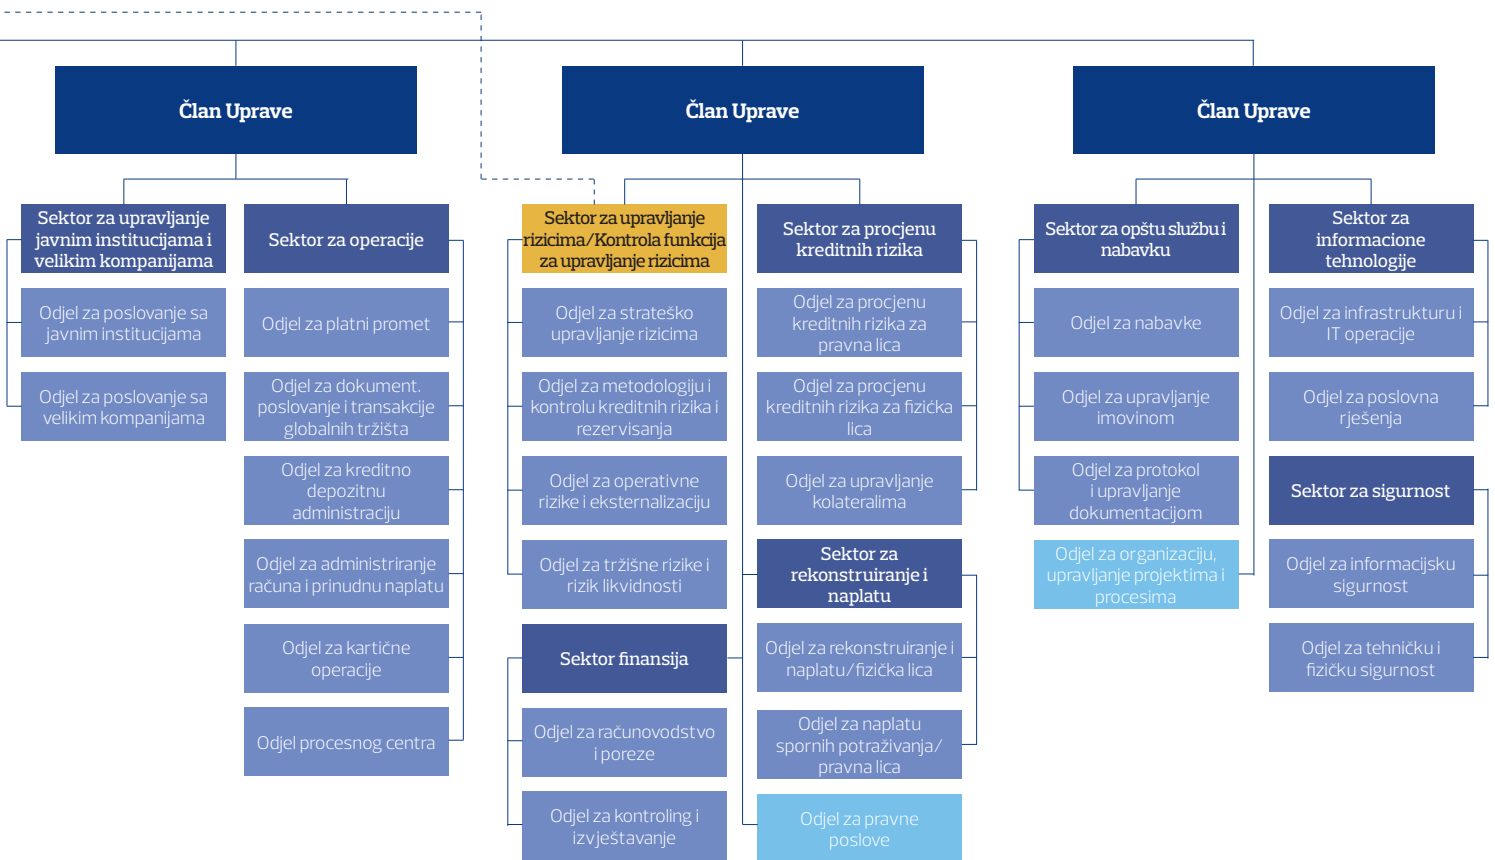 Član Uprave
Sektor za upravljanje
javnim institucijama i
velikim kompanijama
Odjel za poslovanje sa
javnim institucijama
Odjel za poslovanje sa
velikim kompanijama
Sektor za operacije
Odjel za platni promet
Odjel za dokument.
poslovanje i transakcije
globalnih tržišta
Odjel za kreditno
depozitnu
administraciju
Odjel za administriranje
računa i prinudnu naplatu
Odjel za kartične
operacije
Odjel procesnog centra
Član Uprave
Sektor za upravljanje
rizicima/Kontrola funkcija
za upravljanje rizicima
Odjel za strateško
upravljanje rizicima
Odjel za metodologiju i
kontrolu kreditnih rizika i
rezervisanja
Odjel za operativne
rizike i eksternalizaciju
Odjel za tržišne rizike i
rizik likvidnosti
Sektor finansija
Odjel za računovodstvo
i poreze
Odjel za kontroling i
izvještavanje
Sektor za procjenu
kreditnih rizika
Odjel za procjenu
kreditnih rizika za
pravna lica
Odjel za procjenu
kreditnih rizika za fizićka
lica
Odjel za upravljanje
kolateralima
Sektor za
rekonstruiranje i
naplatu
Odjel za rekonstruiranje i
naplatu/fizička lica
Odjel za naplatu
spornih potraživanja/
pravna lica
Odjel za pravne
poslove
Član Uprave
Sektor za opštu službu i
nabavku
Odjel za nabavke
Odjel za upravljanje
imovinom
Odjel za protokol
i upravljanje
dokumentacijom
Odjel za organizaciju,
upravljanje projektima i
procesima
Sektor za
informacione
tehnologije
Odjel za infrastrukturu i
IT operacije
Odjel za poslovna
rješenja
Sektor za sigurnost
Odjel za informacijsku
sigurnost
Odjel za tehničku i
fizičku sigurnost